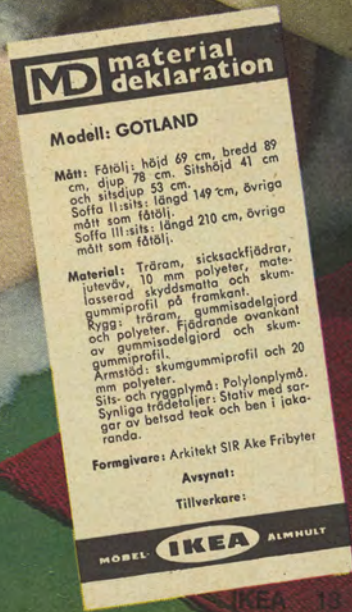 MD material
deklaration
Modell: GOTLAND
Mått: Fåtölj: höjd 69 cm, bredd 89
cm, djup 78 cm. Sitshöjd 41 cm
och sitsdjup 53 cm.
Soffa II:sits: längd 149 cm, övriga
mått som fåtölj.
Soffa III:sits: längd 210 cm, övriga
mått som fåtölj.
Material: Träram, sicksackfjädrar,
juteväv, 10 mm polyeter, mate-
lasserad skyddsmatta och skum-
gummiprofil på framkant.
Rygg: träram, gummisadelgjord
och polyeter. Fjädrande ovankant
av gummisadelgjord och skum-
gummiprofil.
Armstöd: skumgummiprofil och 20
mm polyeter.
Sits- och ryggplymå: Polylonplymå.
Synliga trädetaljer: Stativ med sar-
gar av betsad teak och ben i jaka-
randa.
Formgivare: Arkitekt SIR Åke Fribyter
Avsynat:
Tillverkare:
MÖBEL- IKEA ÄLMHULT
IKEA 13